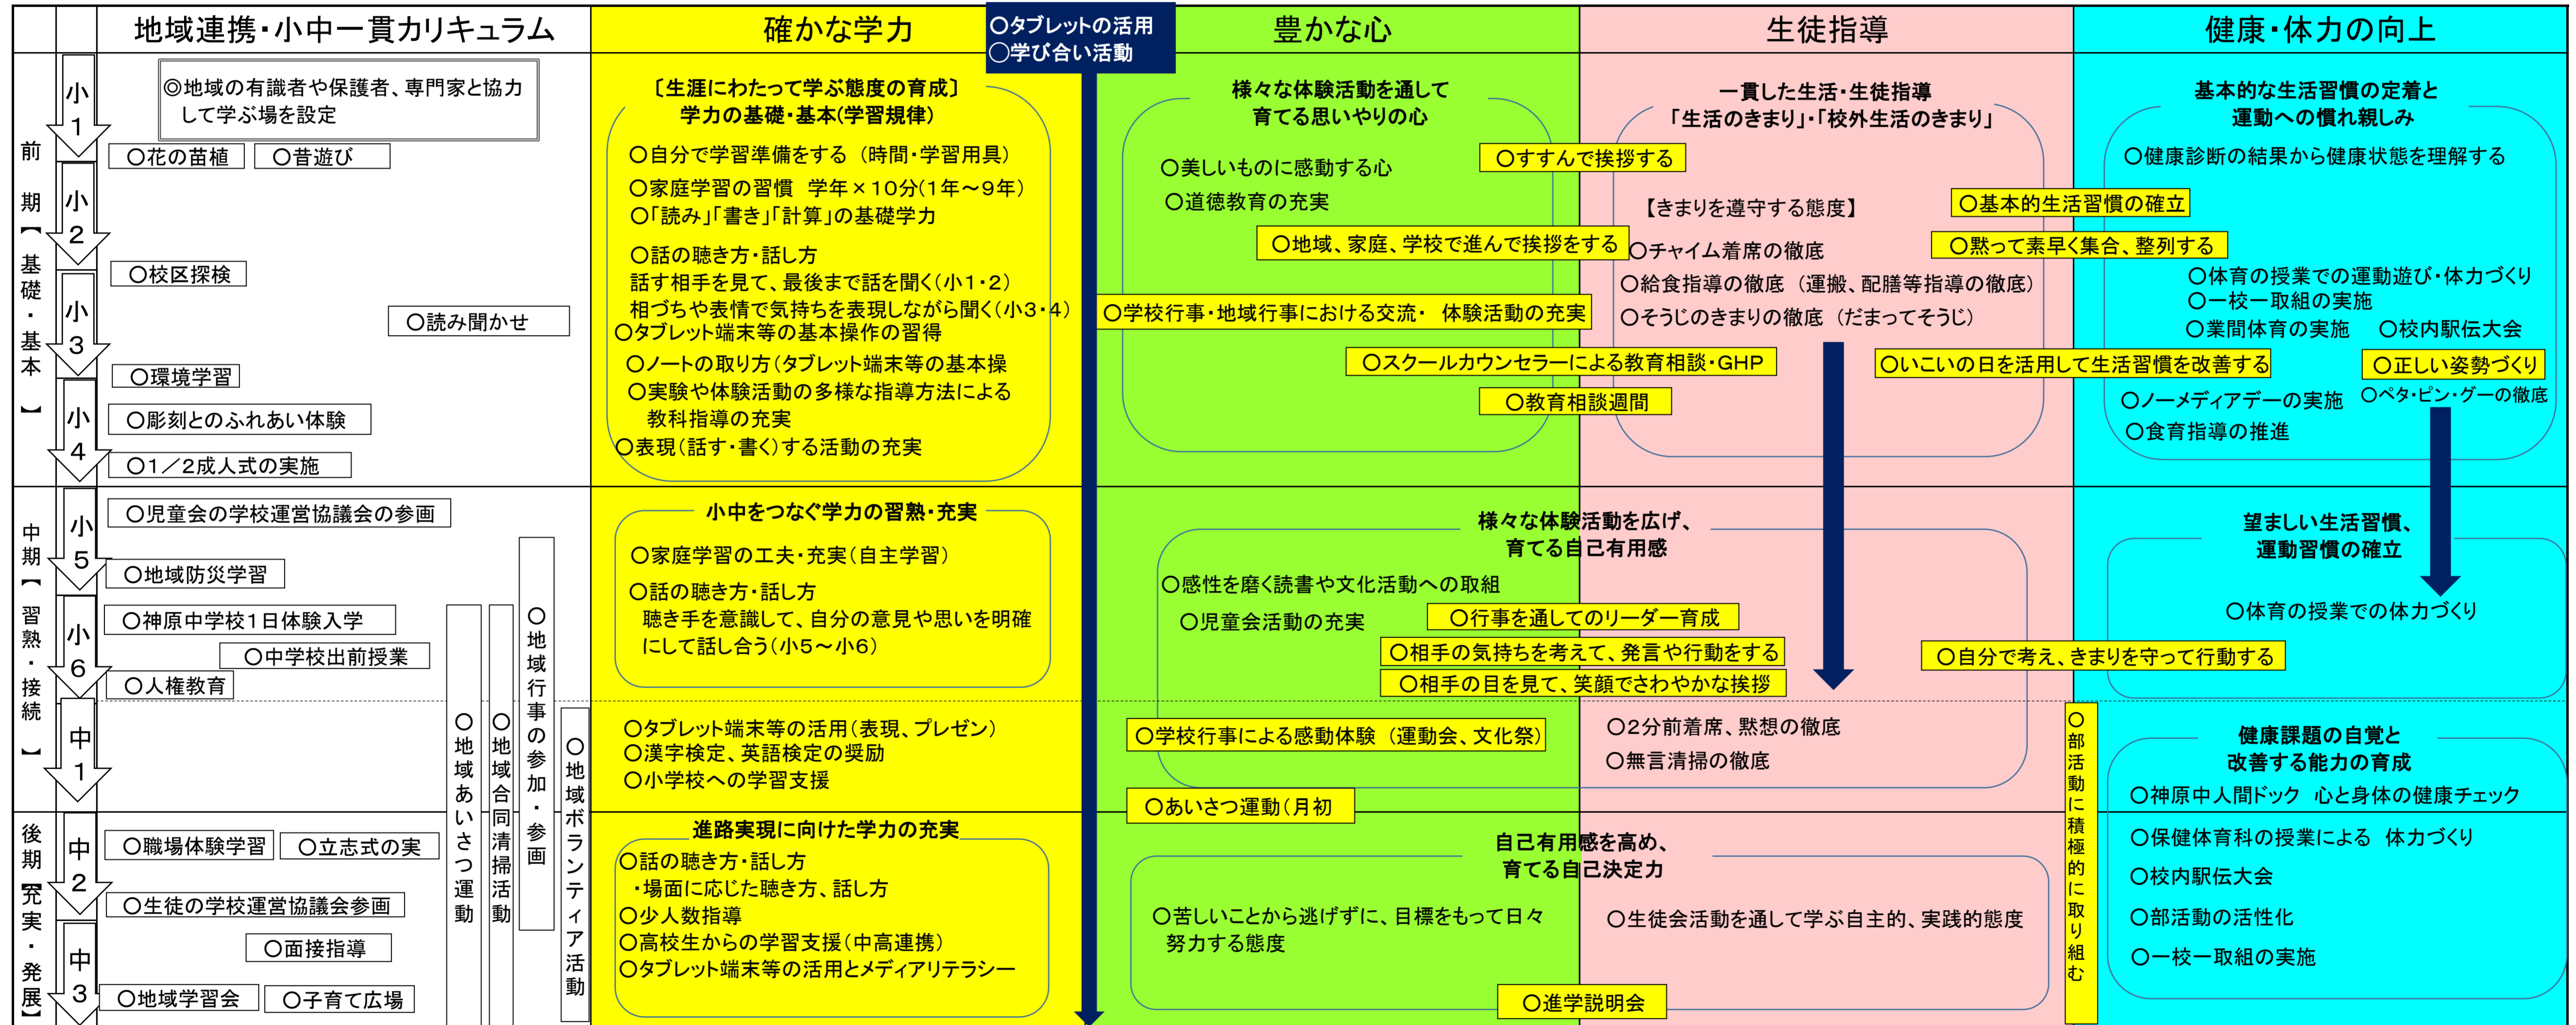 地域連携・小中一貫カリキュラム
確かな学力
〇タブレットの活用
〇学び合い活動
豊かな心
生徒指導
健康・体力の向上
前期【基礎・基本】
小1
小2
小3
小4
◎地域の有識者や保護者、専門家と協力
して学ぶ場を設定
〇花の苗植
〇昔遊び
〇校区探検
〇読み聞かせ
〇環境学習
〇彫刻とのふれあい体験
〇1/2成人式の実施
〔生涯にわたって学ぶ態度の育成〕
学力の基礎・基本(学習規律)
〇自分で学習準備をする (時間・学習用具)
〇家庭学習の習慣 学年×10分(1年~9年)
〇「読み」「書き」「計算」の基礎学力
〇話の聴き方・話し方
話す相手を見て、最後まで話を聞く(小1・2)
相づちや表情で気持ちを表現しながら聞く(小3・4)
〇タブレット端末等の基本操作の習得
〇ノートの取り方(タブレット端末等の基本操
〇実験や体験活動の多様な指導方法による
教科指導の充実
〇表現(話す・書く)する活動の充実
様々な体験活動を通して
育てる思いやりの心
〇美しいものに感動する心
〇道徳教育の充実
〇すすんで挨拶する
〇地域、家庭、学校で進んで挨拶をする
〇学校行事・地域行事における交流・ 体験活動の充実
〇スクールカウンセラーによる教育相談・GHP
〇教育相談週間
一貫した生活・生徒指導
「生活のきまり」・「校外生活のきまり」
【きまりを遵守する態度】
〇チャイム着席の徹底
〇給食指導の徹底 (運搬、配膳等指導の徹底)
〇そうじのきまりの徹底 (だまってそうじ)
〇基本的生活習慣の確立
〇黙って素早く集合、整列する
〇いこいの日を活用して生活習慣を改善する
基本的な生活習慣の定着と
運動への慣れ親しみ
〇健康診断の結果から健康状態を理解する
〇体育の授業での運動遊び・体力づくり
〇一校一取組の実施
〇業間体育の実施 〇校内駅伝大会
〇正しい姿勢づくり
〇ペタ・ピン・グーの徹底
〇ノーメディアデーの実施
〇食育指導の推進
中期【習熟・接続】
小5
小6
中1
〇児童会の学校運営協議会の参画
〇地域防災学習
〇神原中学校1日体験入学
〇中学校出前授業
〇人権教育
〇地域あいさつ運動
〇地域合同清掃活動
〇地域行事の参加・参画
〇地域ボランティア活動
小中をつなぐ学力の習熟・充実
〇家庭学習の工夫・充実(自主学習)
〇話の聴き方・話し方
聴き手を意識して、自分の意見や思いを明確
にして話し合う(小5~小6)
〇タブレット端末等の活用(表現、プレゼン)
〇漢字検定、英語検定の奨励
〇小学校への学習支援
様々な体験活動を広げ、
育てる自己有用感
〇感性を磨く読書や文化活動への取組
〇児童会活動の充実
〇行事を通してのリーダー育成
〇相手の気持ちを考えて、発言や行動をする
〇相手の目を見て、笑顔でさわやかな挨拶
〇学校行事による感動体験 (運動会、文化祭)
〇あいさつ運動(月初
〇2分前着席、黙想の徹底
〇無言清掃の徹底
〇自分で考え、きまりを守って行動する
〇部活動に積極的に取り組む
望ましい生活習慣、
運動習慣の確立
〇体育の授業での体力づくり
健康課題の自覚と
改善する能力の育成
〇神原中人間ドック 心と身体の健康チェック
〇保健体育科の授業による 体力づくり
〇校内駅伝大会
〇部活動の活性化
〇一校一取組の実施
後期【充実・発展】
中2
中3
〇職場体験学習
〇立志式の実
〇生徒の学校運営協議会参画
〇面接指導
〇地域学習会
〇子育て広場
進路実現に向けた学力の充実
〇話の聴き方・話し方
・場面に応じた聴き方、話し方
〇少人数指導
〇高校生からの学習支援(中高連携)
〇タブレット端末等の活用とメディアリテラシー
自己有用感を高め、
育てる自己決定力
〇苦しいことから逃げずに、目標をもって日々
努力する態度
〇生徒会活動を通して学ぶ自主的、実践的態度
〇進学説明会